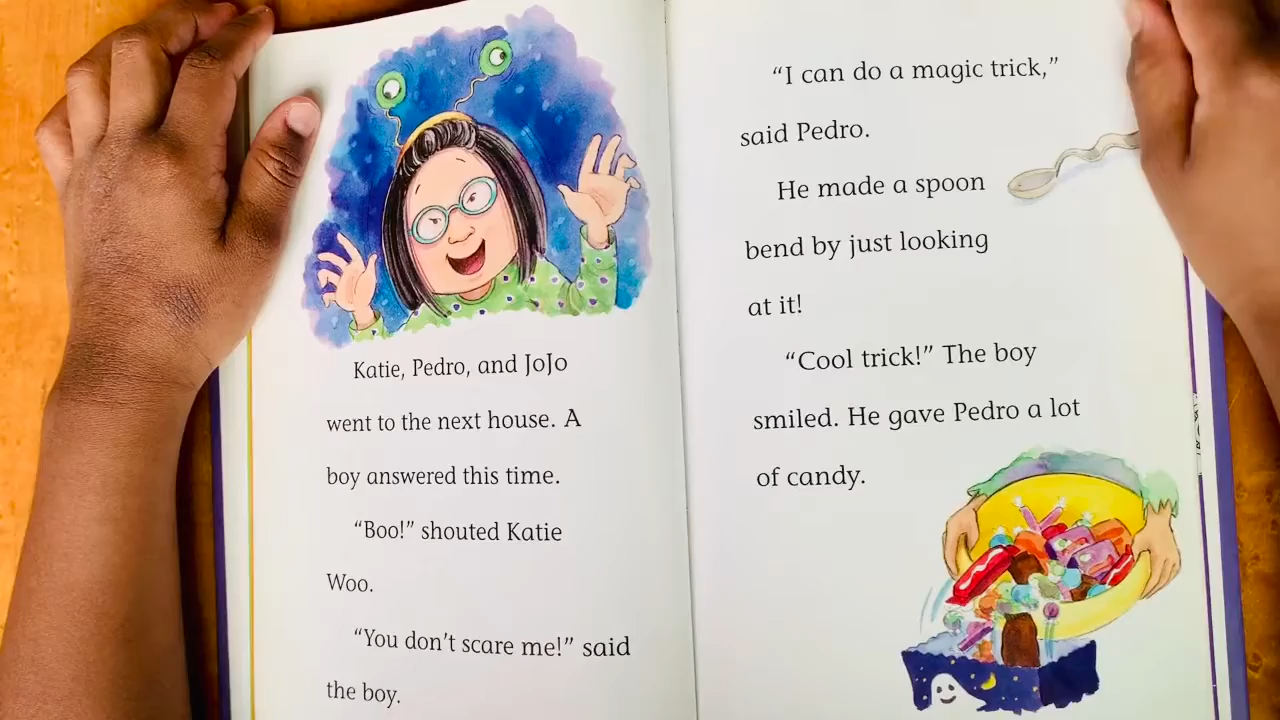 Katie, Pedro, and JoJo
went to the next house. A
boy answered this time.
“Boo!” shouted Katie
Woo.
“You don’t scare me!” said
the boy.
“I can do a magic trick,”
said Pedro.
He made a spoon
bend by just looking
at it!
“Cool trick!” The boy
smiled. He gave Pedro a lot
of candy.